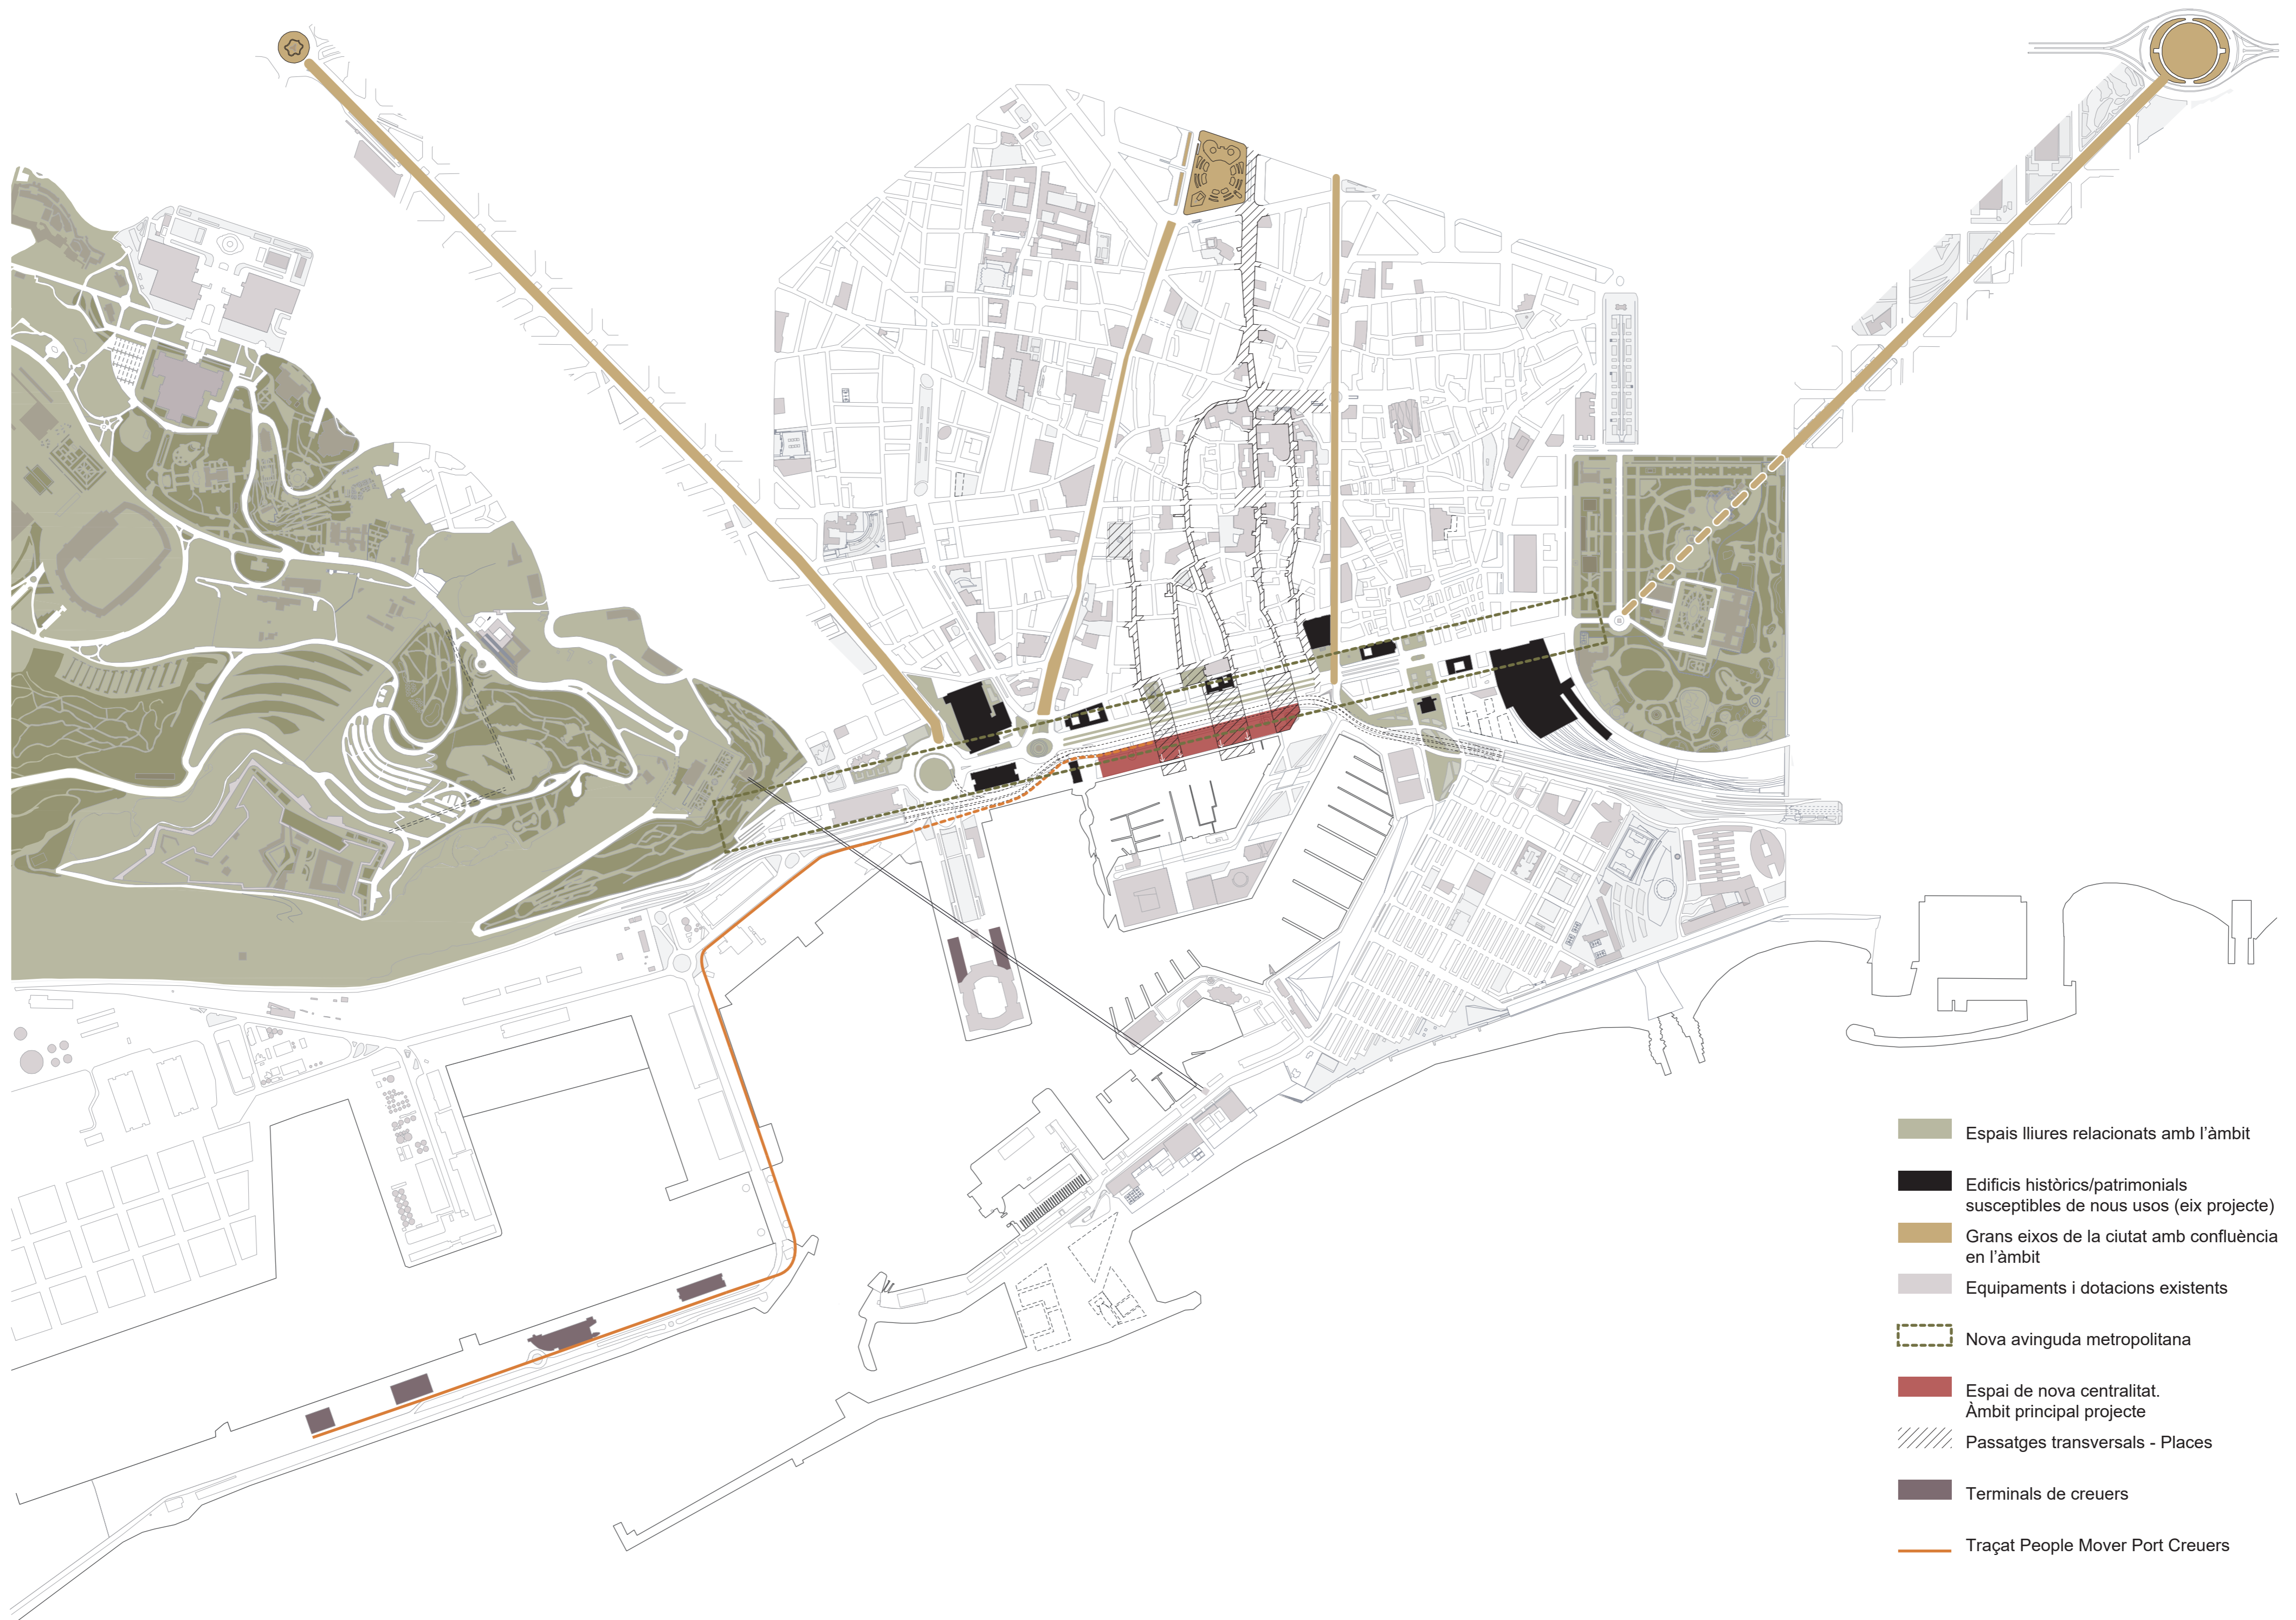 Espais lliures relacionats amb l’àmbit
Edificis històrics/patrimonials
susceptibles de nous usos (eix projecte)
Grans eixos de la ciutat amb confluència
en l’àmbit
Equipaments i dotacions existents
Nova avinguda metropolitana
Espai de nova centralitat.
Àmbit principal projecte
Passatges transversals - Places
Terminals de creuers
Traçat People Mover Port Creuers